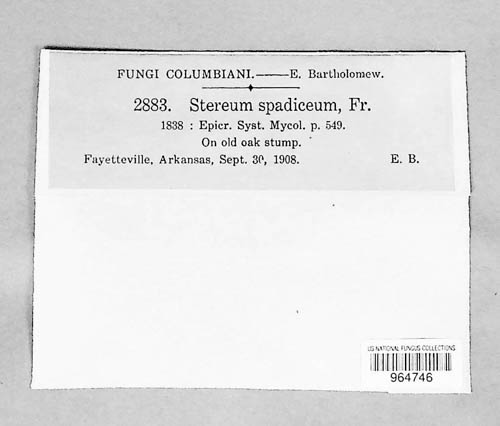 FUNGI COLUMBIANI.——E. Bartholomew.
2883. Stereum spadiceum, Fr.
1838 : Epicr. Syst. Mycol. p. 549.
On old oak stump.
Fayetteville, Arkansas, Sept. 30, 1908. E. B.
US NATIONAL FUNGUS COLLECTIONS
964746